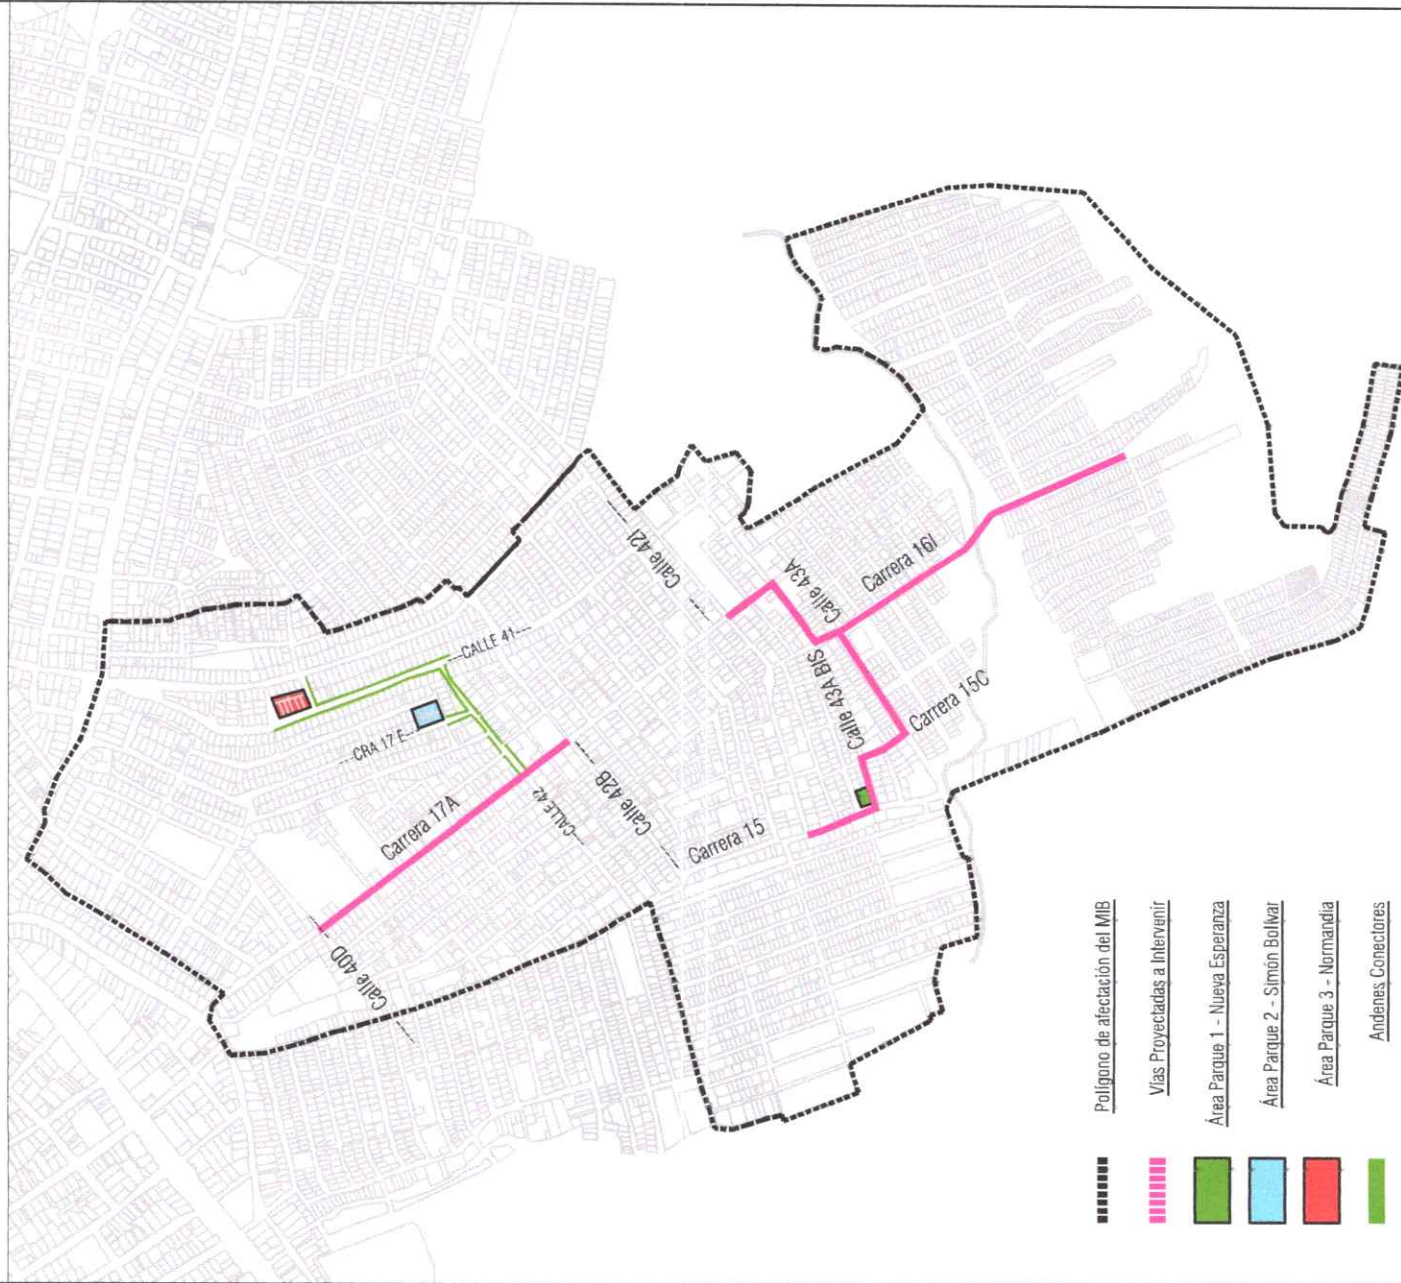 ---CALLE 41---
---CRA 17 E---
Carrera 17A
---CALLE 42---
Calle 42B
Calle 40D
Calle 42I
Calle 43A
Carrera 16I
Calle 43A BIS
Carrera 15C
Carrera 15
Polígono de afectación del MIB
Vías Proyectadas a Intervenir
Área Parque 1 - Nueva Esperanza
Área Parque 2 - Simón Bolívar
Área Parque 3 - Normandia
Andenes Conectores